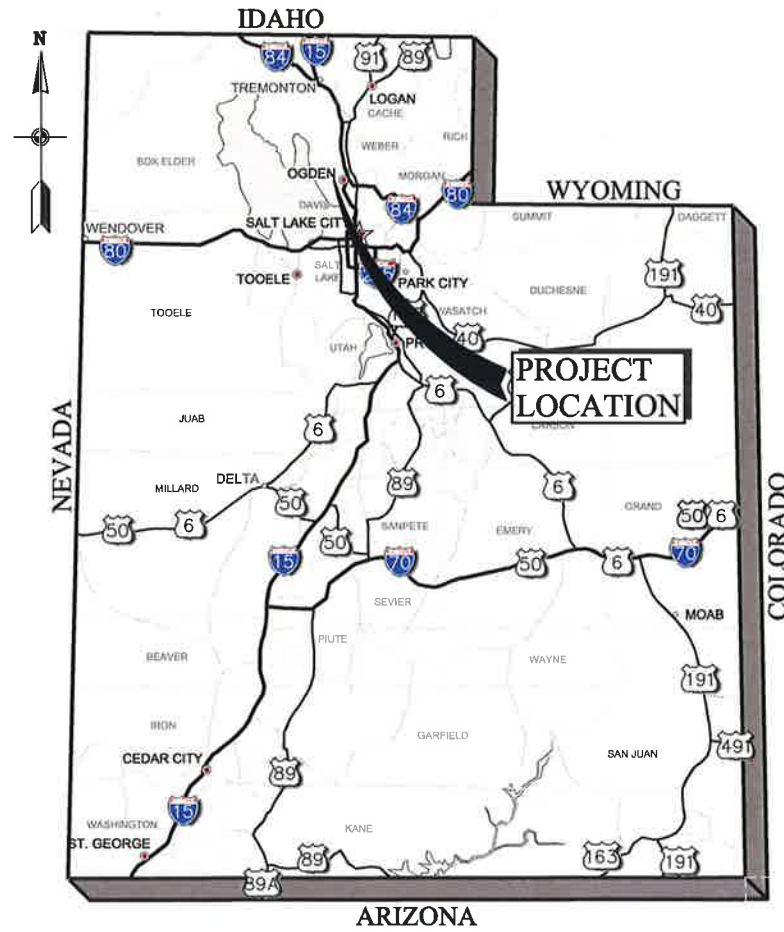 IDAHO
N
84
15
91
89
TREMONTON
LOGAN
CACHE
RICH
WEBER
BOX ELDER
OGDEN
MORGAN
80
WYOMING
DAVIS
84
SUMMIT
DAGGETT
SALT LAKE CITY
WENDOVER
80
191
TOOELE
SALT
LAKE
PARK CITY
DUCHESNE
40
TOOELE
WASATCH
UTAH
40
PROJECT
LOCATION
6
NEVADA
JUAB
6
MILLARD
DELTA
89
6
GRAND
50
6
50
6
50
50
SANPETE
EMERY
COLORADO
15
70
50
6
70
SEVIER
MOAB
PIUTE
BEAVER
WAYNE
191
IRON
GARFIELD
SAN JUAN
491
CEDAR CITY
89
15
WASHINGTON
KANE
ST. GEORGE
89
163
191
89A
ARIZONA